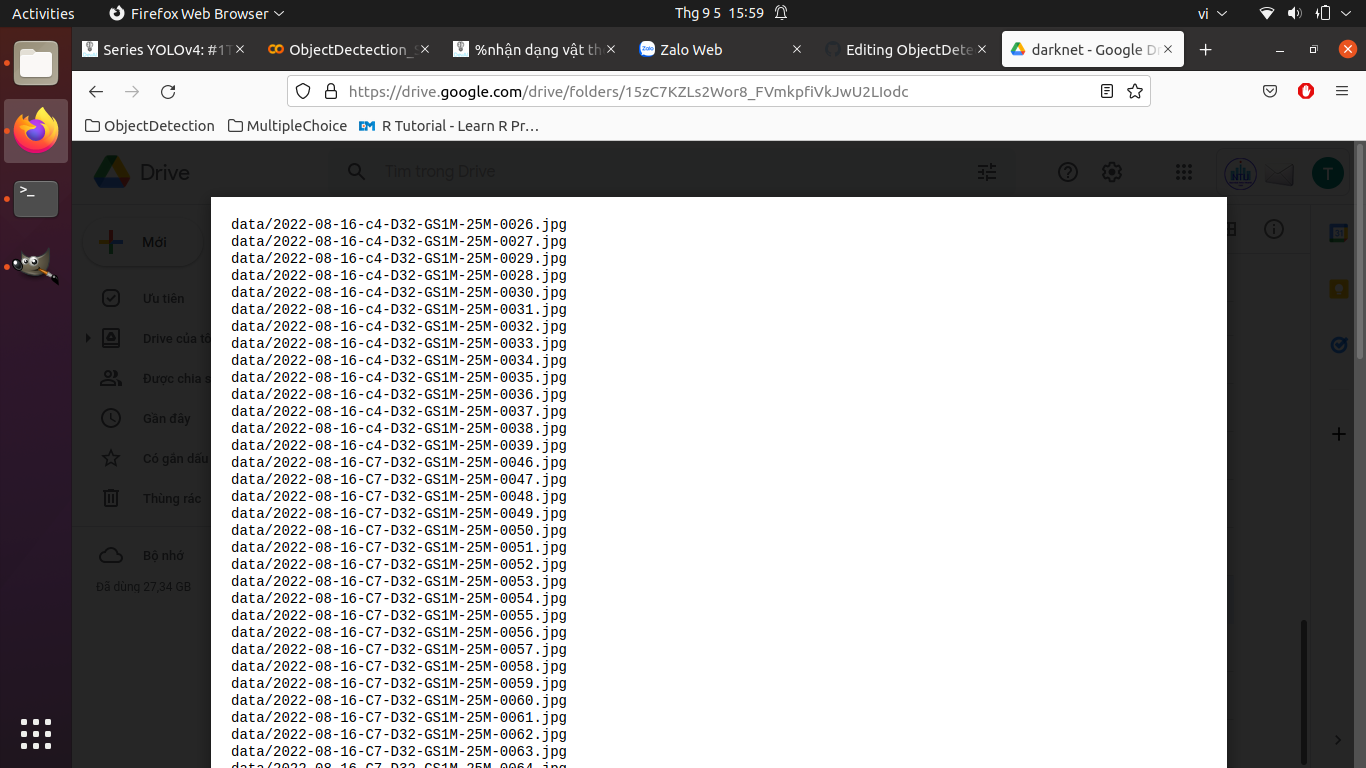 Activities
Firefox Web Browser
Thg 9 5 15:59
vi
Series YOLOv4: #1
ObjectDectection_
%nhận dạng vật th
Zalo Web
Editing ObjectDete
darknet - Google Dr
https://drive.google.com/drive/folders/15zC7KZLs2Wor8_FVmkpfiVkJwU2LIodc
ObjectDetection
MultipleChoice
R Tutorial - Learn R Pr…
Drive
Tìm trong Drive
T
Mới
Ưu tiên
Drive của tô
Được chia s
Gần đây
Có gắn dấu
Thùng rác
Bộ nhớ
Đã dùng 27,34 GB
data/2022-08-16-c4-D32-GS1M-25M-0026.jpg
data/2022-08-16-c4-D32-GS1M-25M-0027.jpg
data/2022-08-16-c4-D32-GS1M-25M-0029.jpg
data/2022-08-16-c4-D32-GS1M-25M-0028.jpg
data/2022-08-16-c4-D32-GS1M-25M-0030.jpg
data/2022-08-16-c4-D32-GS1M-25M-0031.jpg
data/2022-08-16-c4-D32-GS1M-25M-0032.jpg
data/2022-08-16-c4-D32-GS1M-25M-0033.jpg
data/2022-08-16-c4-D32-GS1M-25M-0034.jpg
data/2022-08-16-c4-D32-GS1M-25M-0035.jpg
data/2022-08-16-c4-D32-GS1M-25M-0036.jpg
data/2022-08-16-c4-D32-GS1M-25M-0037.jpg
data/2022-08-16-c4-D32-GS1M-25M-0038.jpg
data/2022-08-16-c4-D32-GS1M-25M-0039.jpg
data/2022-08-16-C7-D32-GS1M-25M-0046.jpg
data/2022-08-16-C7-D32-GS1M-25M-0047.jpg
data/2022-08-16-C7-D32-GS1M-25M-0048.jpg
data/2022-08-16-C7-D32-GS1M-25M-0049.jpg
data/2022-08-16-C7-D32-GS1M-25M-0050.jpg
data/2022-08-16-C7-D32-GS1M-25M-0051.jpg
data/2022-08-16-C7-D32-GS1M-25M-0052.jpg
data/2022-08-16-C7-D32-GS1M-25M-0053.jpg
data/2022-08-16-C7-D32-GS1M-25M-0054.jpg
data/2022-08-16-C7-D32-GS1M-25M-0055.jpg
data/2022-08-16-C7-D32-GS1M-25M-0056.jpg
data/2022-08-16-C7-D32-GS1M-25M-0057.jpg
data/2022-08-16-C7-D32-GS1M-25M-0058.jpg
data/2022-08-16-C7-D32-GS1M-25M-0059.jpg
data/2022-08-16-C7-D32-GS1M-25M-0060.jpg
data/2022-08-16-C7-D32-GS1M-25M-0061.jpg
data/2022-08-16-C7-D32-GS1M-25M-0062.jpg
data/2022-08-16-C7-D32-GS1M-25M-0063.jpg
data/2022-08-16-C7-D32-GS1M-25M-0064.jpg